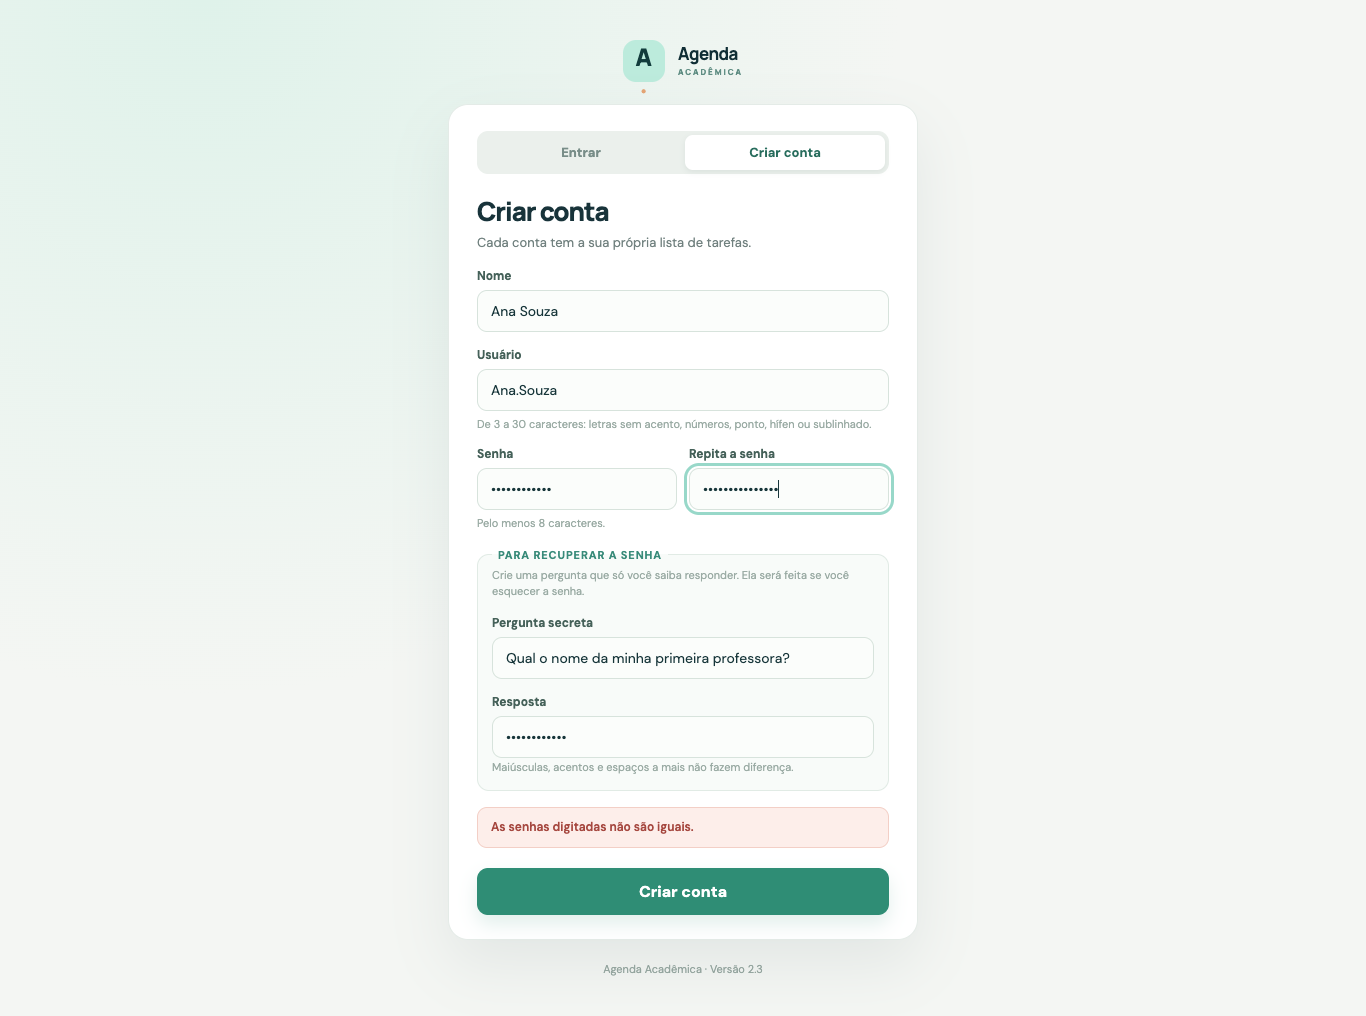 A
Agenda
ACADÊMICA
Entrar
Criar conta
Criar conta
Cada conta tem a sua própria lista de tarefas.
Nome
Ana Souza
Usuário
Ana.Souza
De 3 a 30 caracteres: letras sem acento, números, ponto, hífen ou sublinhado.
Senha
Repita a senha
••••••••••••
•••••••••••••••
Pelo menos 8 caracteres.
PARA RECUPERAR A SENHA
Crie uma pergunta que só você saiba responder. Ela será feita se você
esquecer a senha.
Pergunta secreta
Qual o nome da minha primeira professora?
Resposta
••••••••••••
Maiúsculas, acentos e espaços a mais não fazem diferença.
As senhas digitadas não são iguais.
Criar conta
Agenda Acadêmica · Versão 2.3